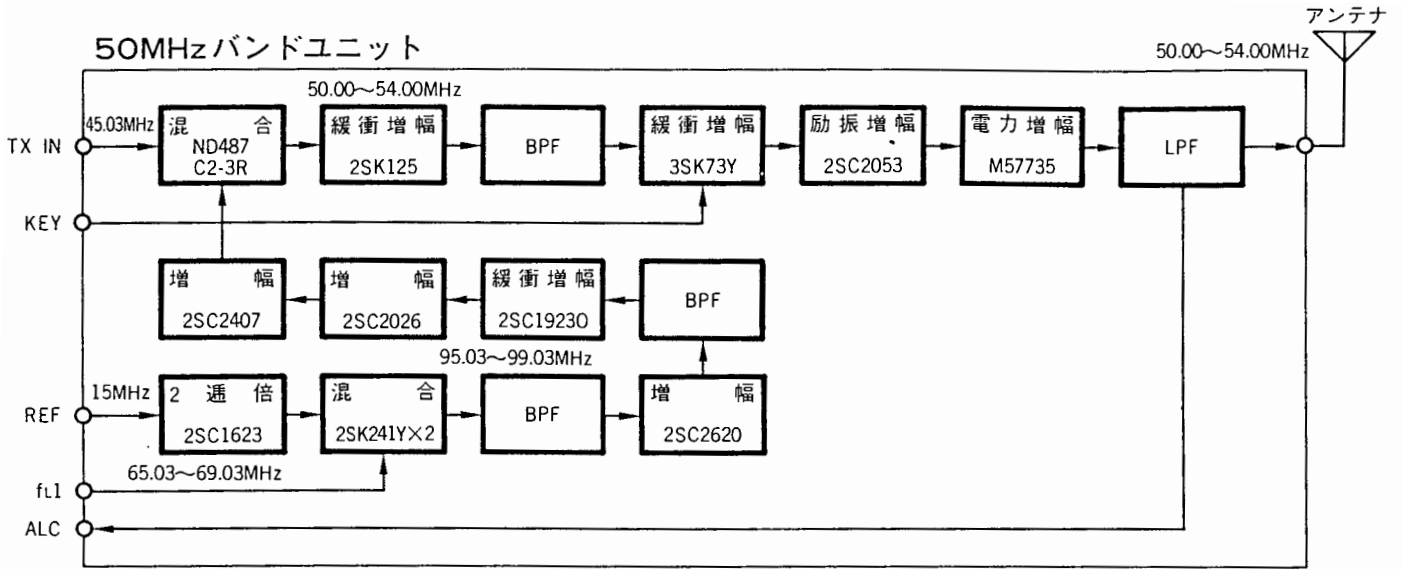 アンテナ
50MHzバンドユニット
50.00～54.00MHz
50.00～54.00MHz
TX IN
45.03MHz
混合
ND487
C2-3R
緩衝増幅
2SK125
BPF
緩衝増幅
3SK73Y
励振増幅
2SC2053
電力増幅
M57735
LPF
KEY
増幅
2SC2407
増幅
2SC2026
緩衝増幅
2SC1923O
BPF
95.03～99.03MHz
REF
15MHz
2逓倍
2SC1623
混合
2SK241Y×2
BPF
増幅
2SC2620
65.03～69.03MHz
fL1
ALC